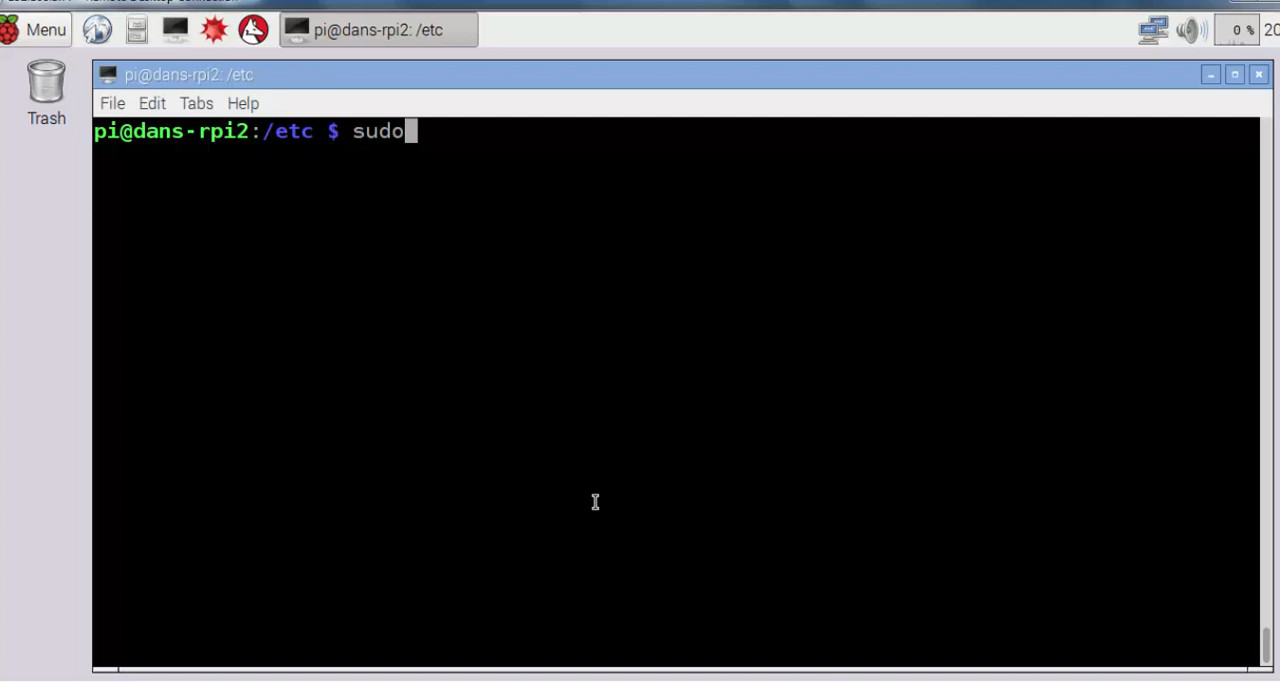 Menu
pi@dans-rpi2: /etc
0 %
20
pi@dans-rpi2: /etc
File Edit Tabs Help
Trash
pi@dans-rpi2:/etc $ sudo